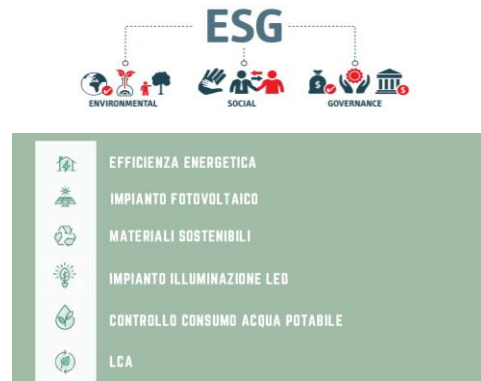 ESG
ENVIRONMENTAL SOCIAL GOVERNANCE
EFFICIENZA ENERGETICA
IMPIANTO FOTOVOLTAICO
MATERIALI SOSTENIBILI
IMPIANTO ILLUMINAZIONE LED
CONTROLLO CONSUMO ACQUA POTABILE
LCA